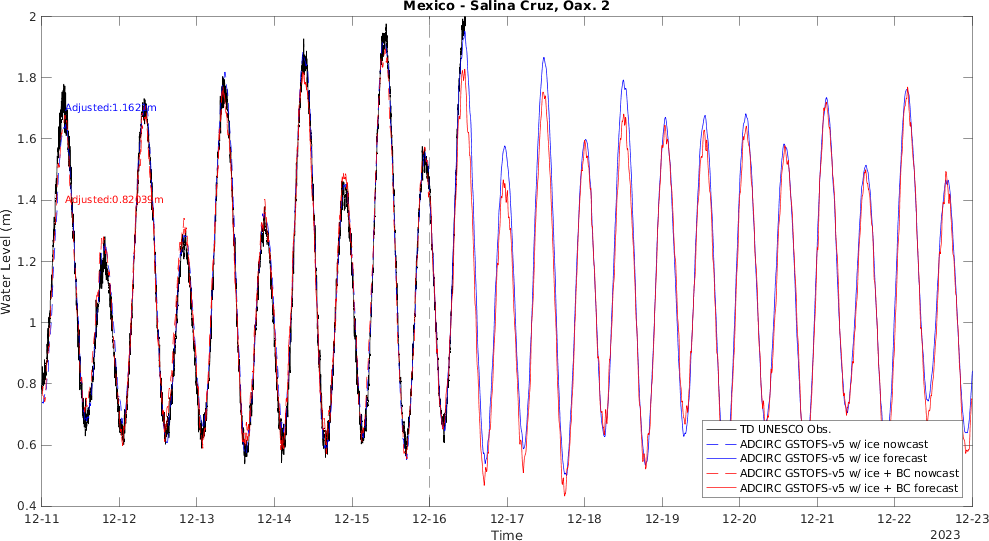 Mexico - Salina Cruz, Oax. 2
Water Level (m)
2
1.8
1.6
1.4
1.2
1
0.8
0.6
0.4
Adjusted:1.162 m
Adjusted:0.82039m
TD UNESCO Obs.
ADCIRC GSTOFS-v5 w/ ice nowcast
ADCIRC GSTOFS-v5 w/ ice forecast
ADCIRC GSTOFS-v5 w/ ice + BC nowcast
ADCIRC GSTOFS-v5 w/ ice + BC forecast
12-11 12-12 12-13 12-14 12-15 12-16 12-17 12-18 12-19 12-20 12-21 12-22 12-23
Time
2023